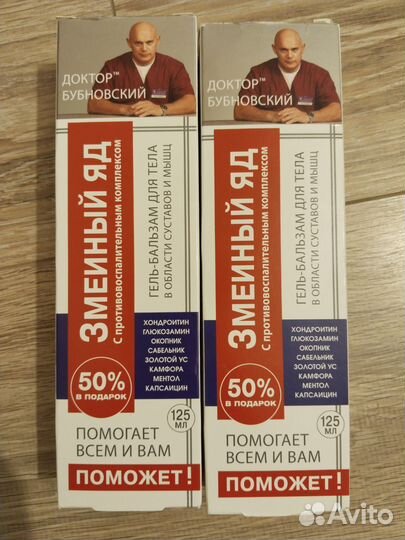 ДОКТОР™
БУБНОВСКИЙ
ЗМЕИНЫЙ ЯД
С противовоспалительным комплексом
ГЕЛЬ-БАЛЬЗАМ ДЛЯ ТЕЛА
В ОБЛАСТИ СУСТАВОВ И МЫШЦ
ХОНДРОИТИН
ГЛЮКОЗАМИН
ОКОПНИК
САБЕЛЬНИК
ЗОЛОТОЙ УС
КАМФОРА
МЕНТОЛ
КАПСАИЦИН
50%
В ПОДАРОК
125
МЛ
ПОМОГАЕТ
ВСЕМ И ВАМ
ПОМОЖЕТ!
ДОКТОР™
БУБНОВСКИЙ
ЗМЕИНЫЙ ЯД
С противовоспалительным комплексом
ГЕЛЬ-БАЛЬЗАМ ДЛЯ ТЕЛА
В ОБЛАСТИ СУСТАВОВ И МЫШЦ
ХОНДРОИТИН
ГЛЮКОЗАМИН
ОКОПНИК
САБЕЛЬНИК
ЗОЛОТОЙ УС
КАМФОРА
МЕНТОЛ
КАПСАИЦИН
50%
В ПОДАРОК
125
МЛ
ПОМОГАЕТ
ВСЕМ И ВАМ
ПОМОЖЕТ!
Avito